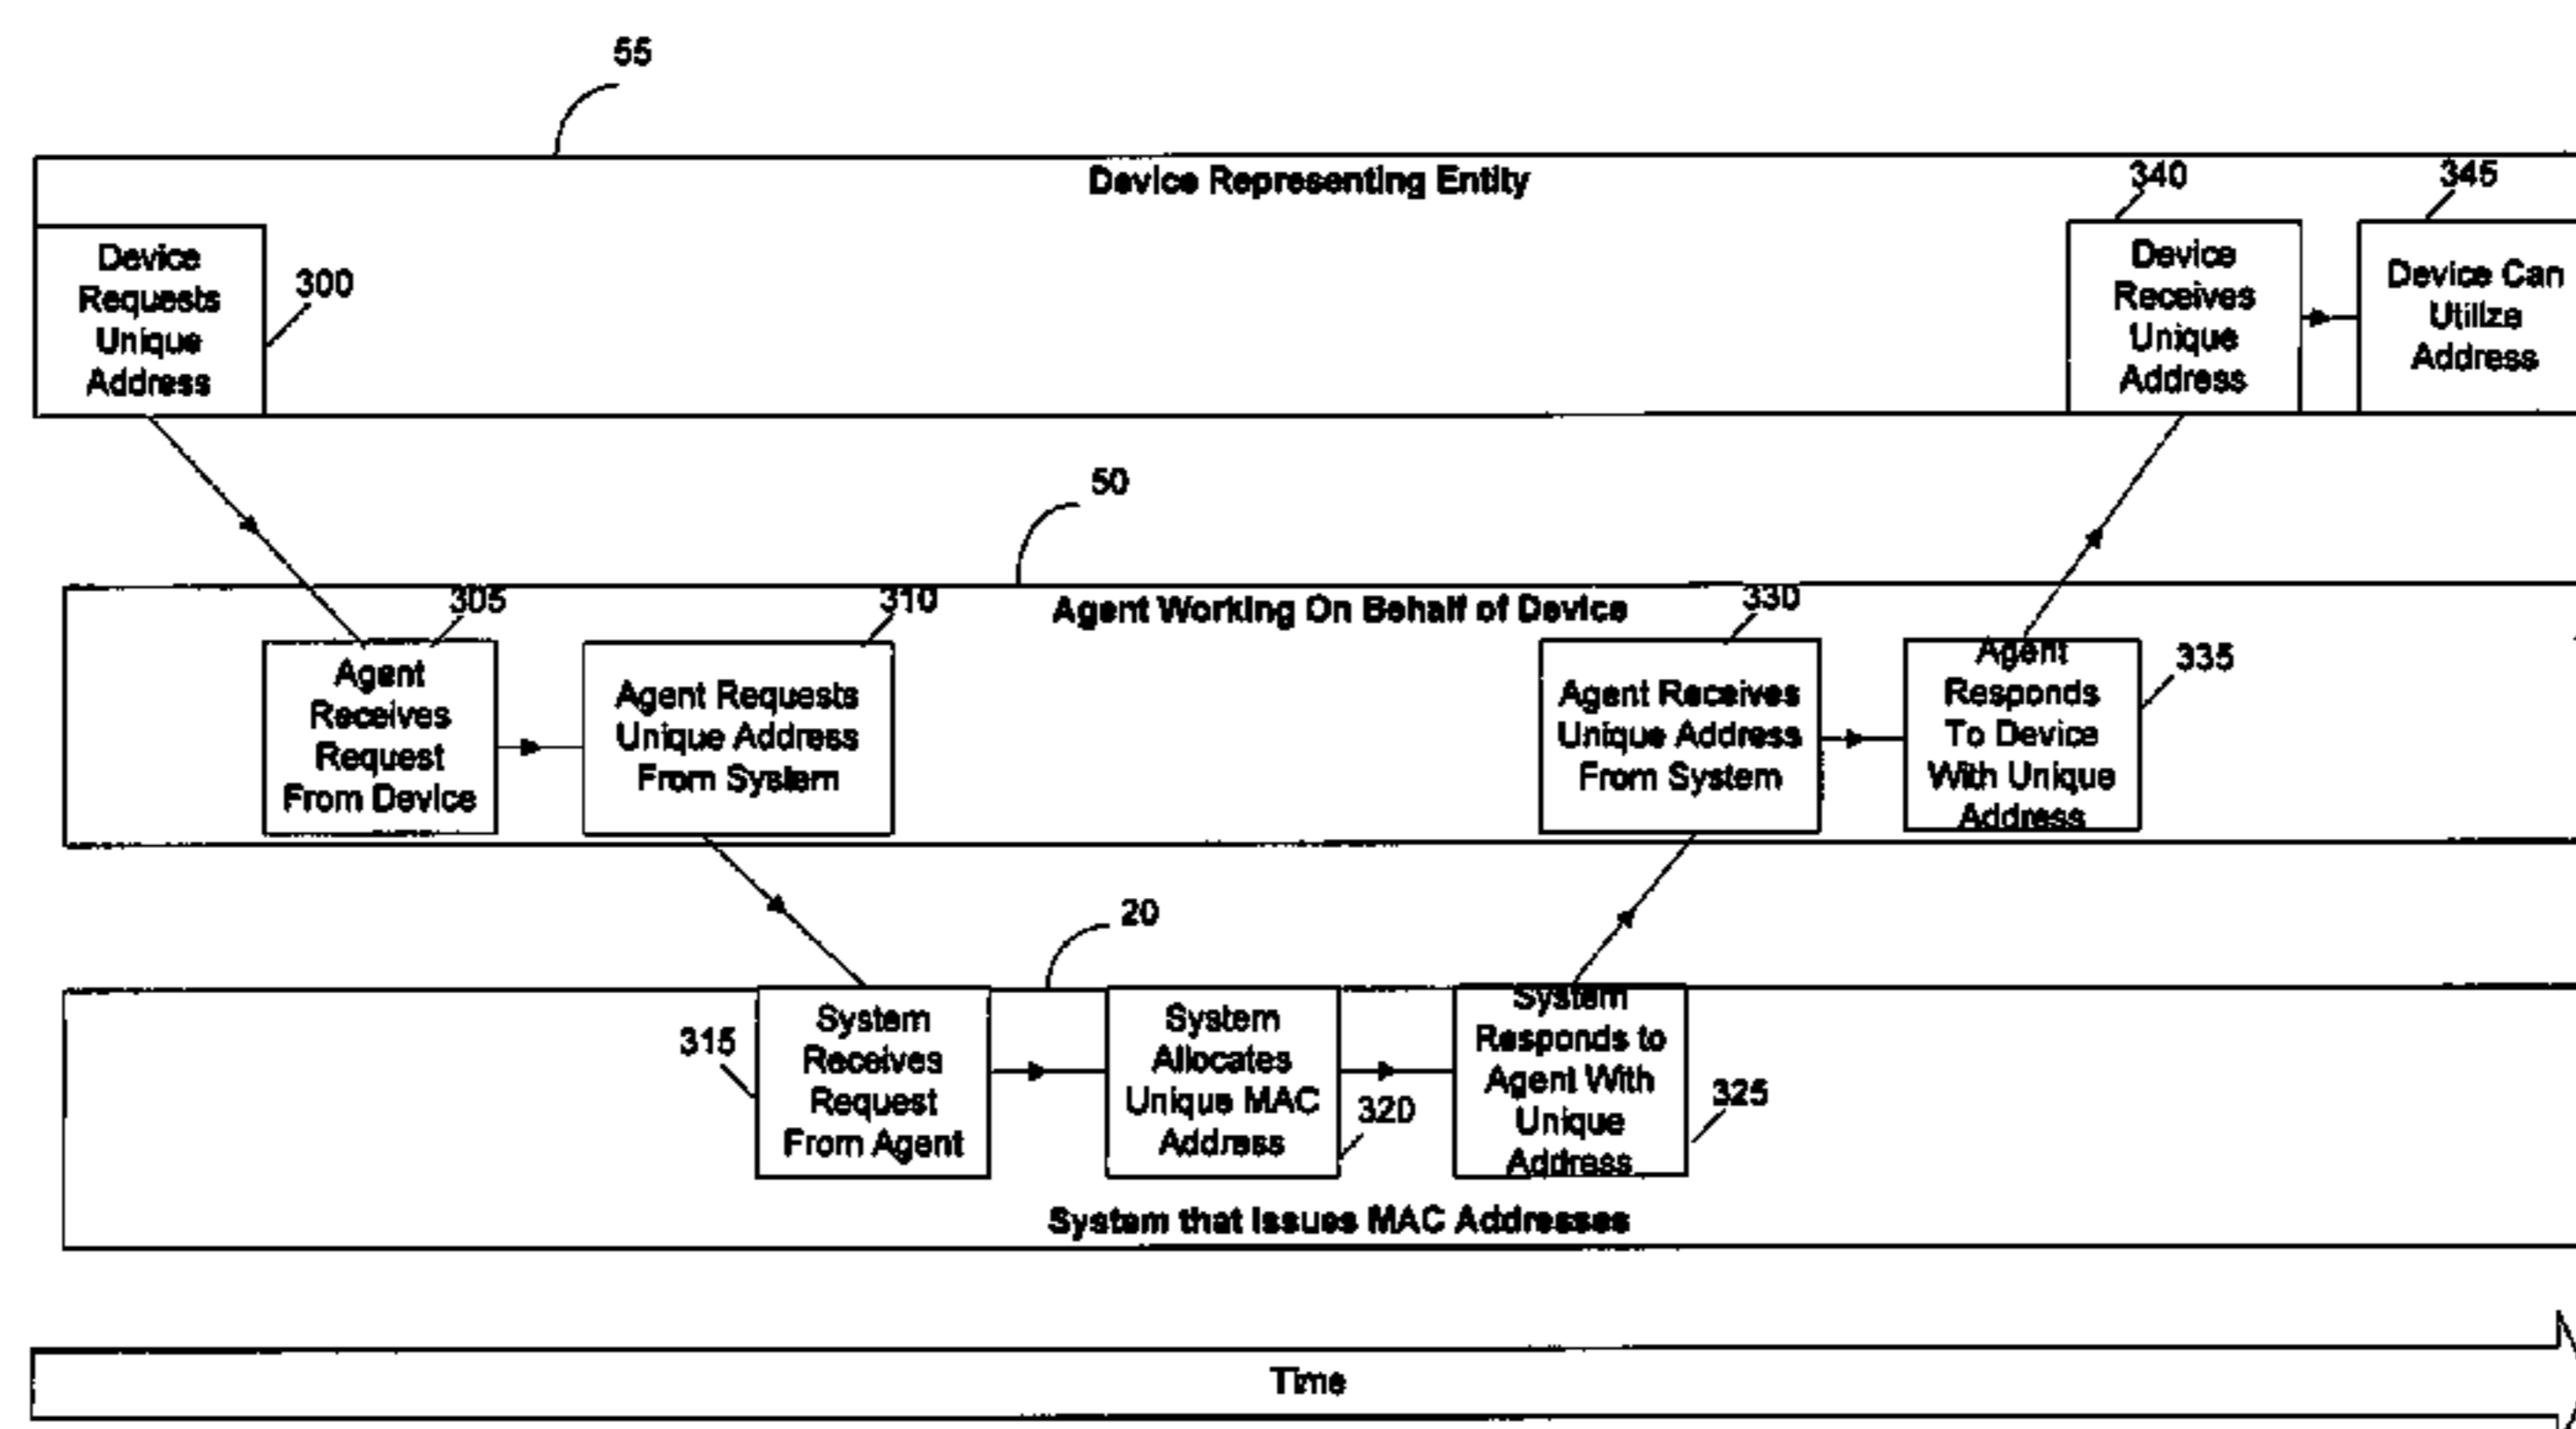 55
Device Representing Entity
340
345
Device
Requests
Unique
Address
300
Device
Receives
Unique
Address
Device Can
Utilize
Address
50
Agent Working On Behalf of Device
305
310
330
335
Agent
Receives
Request
From Device
Agent Requests
Unique Address
From System
Agent Receives
Unique Address
From System
Agent
Responds
To Device
With Unique
Address
20
315
System
Receives
Request
From Agent
System
Allocates
Unique MAC
Address
320
System
Responds to
Agent With
Unique
Address
325
System that Issues MAC Addresses
Time